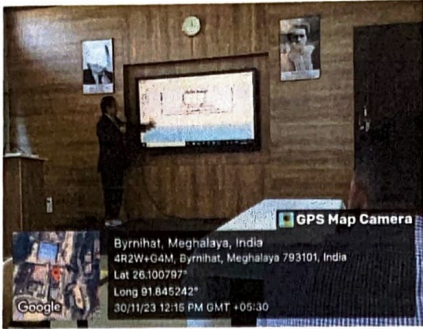 GPS Map Camera
Byrnihat, Meghalaya, India
4R2W+G4M, Byrnihat, Meghalaya 793101, India
Lat 26.100797°
Long 91.845242°
30/11/23 12:15 PM GMT +05:30
Google